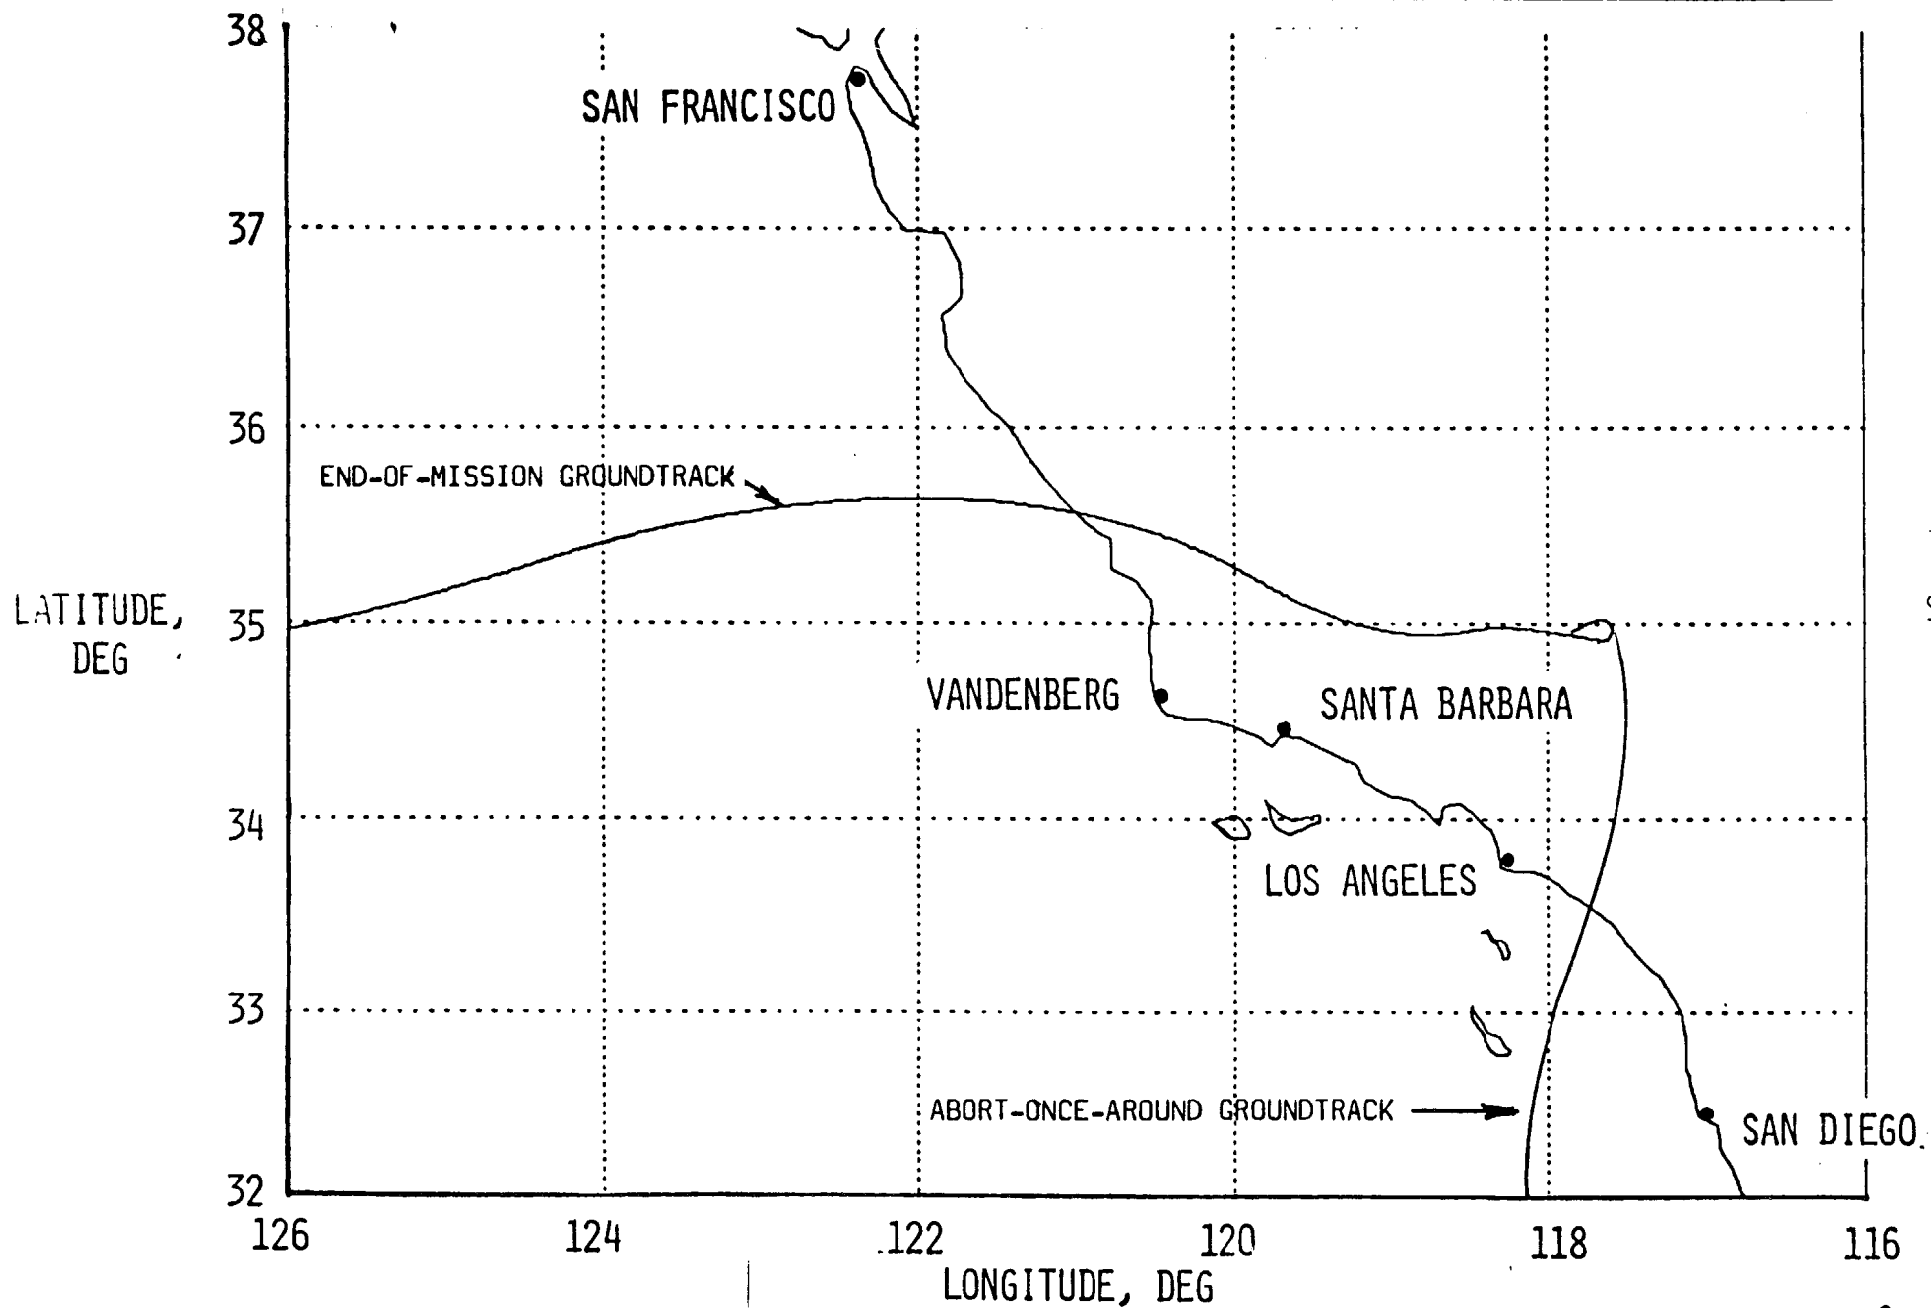 38
SAN FRANCISCO
37
36
END-OF-MISSION GROUNDTRACK
LATITUDE,
DEG
35
VANDENBERG
SANTA BARBARA
34
LOS ANGELES
33
ABORT-ONCE-AROUND GROUNDTRACK
SAN DIEGO
32
126 124 122 120 118 116
LONGITUDE, DEG